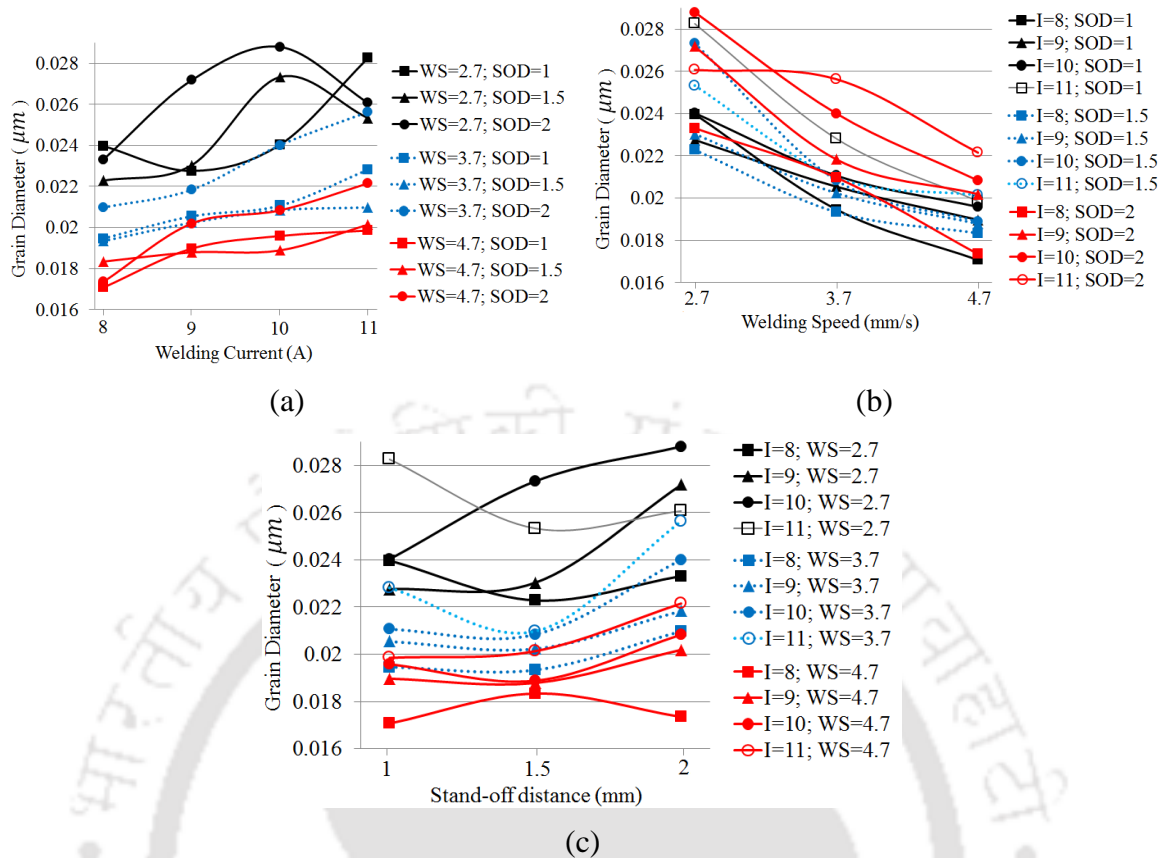 Grain Diameter ( μm )
0.028
0.026
0.024
0.022
0.02
0.018
0.016
8 9 10 11
Welding Current (A)
WS=2.7; SOD=1
WS=2.7; SOD=1.5
WS=2.7; SOD=2
WS=3.7; SOD=1
WS=3.7; SOD=1.5
WS=3.7; SOD=2
WS=4.7; SOD=1
WS=4.7; SOD=1.5
WS=4.7; SOD=2
(a)
Grain Diameter ( μm )
0.028
0.026
0.024
0.022
0.02
0.018
0.016
2.7 3.7 4.7
Welding Speed (mm/s)
I=8; SOD=1
I=9; SOD=1
I=10; SOD=1
I=11; SOD=1
I=8; SOD=1.5
I=9; SOD=1.5
I=10; SOD=1.5
I=11; SOD=1.5
I=8; SOD=2
I=9; SOD=2
I=10; SOD=2
I=11; SOD=2
(b)
Grain Diameter ( μm )
0.028
0.026
0.024
0.022
0.02
0.018
0.016
1 1.5 2
Stand-off distance (mm)
I=8; WS=2.7
I=9; WS=2.7
I=10; WS=2.7
I=11; WS=2.7
I=8; WS=3.7
I=9; WS=3.7
I=10; WS=3.7
I=11; WS=3.7
I=8; WS=4.7
I=9; WS=4.7
I=10; WS=4.7
I=11; WS=4.7
(c)